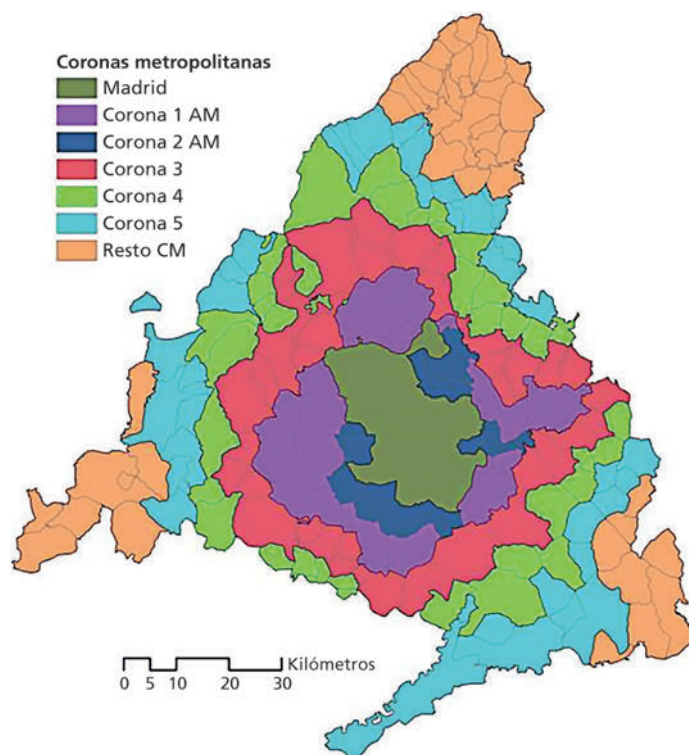 Coronas metropolitanas
Madrid
Corona 1 AM
Corona 2 AM
Corona 3
Corona 4
Corona 5
Resto CM
Kilómetros
0 5 10 20 30